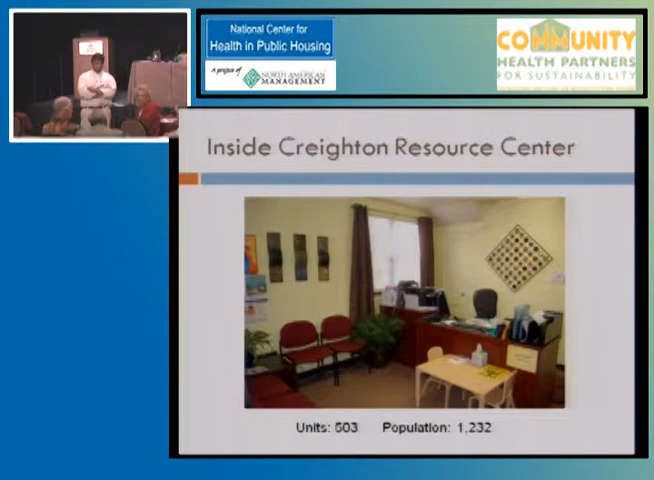 National Center for
Health in Public Housing
a project of NORTH AMERICAN
MANAGEMENT
COMMUNITY
HEALTH PARTNERS
FOR SUSTAINABILITY
Inside Creighton Resource Center
Units: 503 Population: 1,232